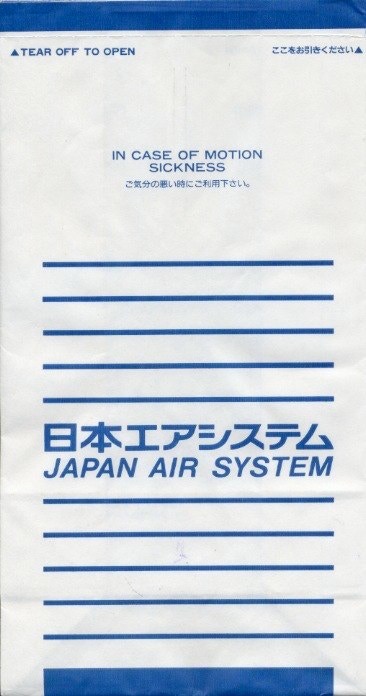 ▲TEAR OFF TO OPEN ここをお引きください▲
IN CASE OF MOTION
SICKNESS
ご気分の悪い時にご利用下さい。
日本エアシステム
JAPAN AIR SYSTEM